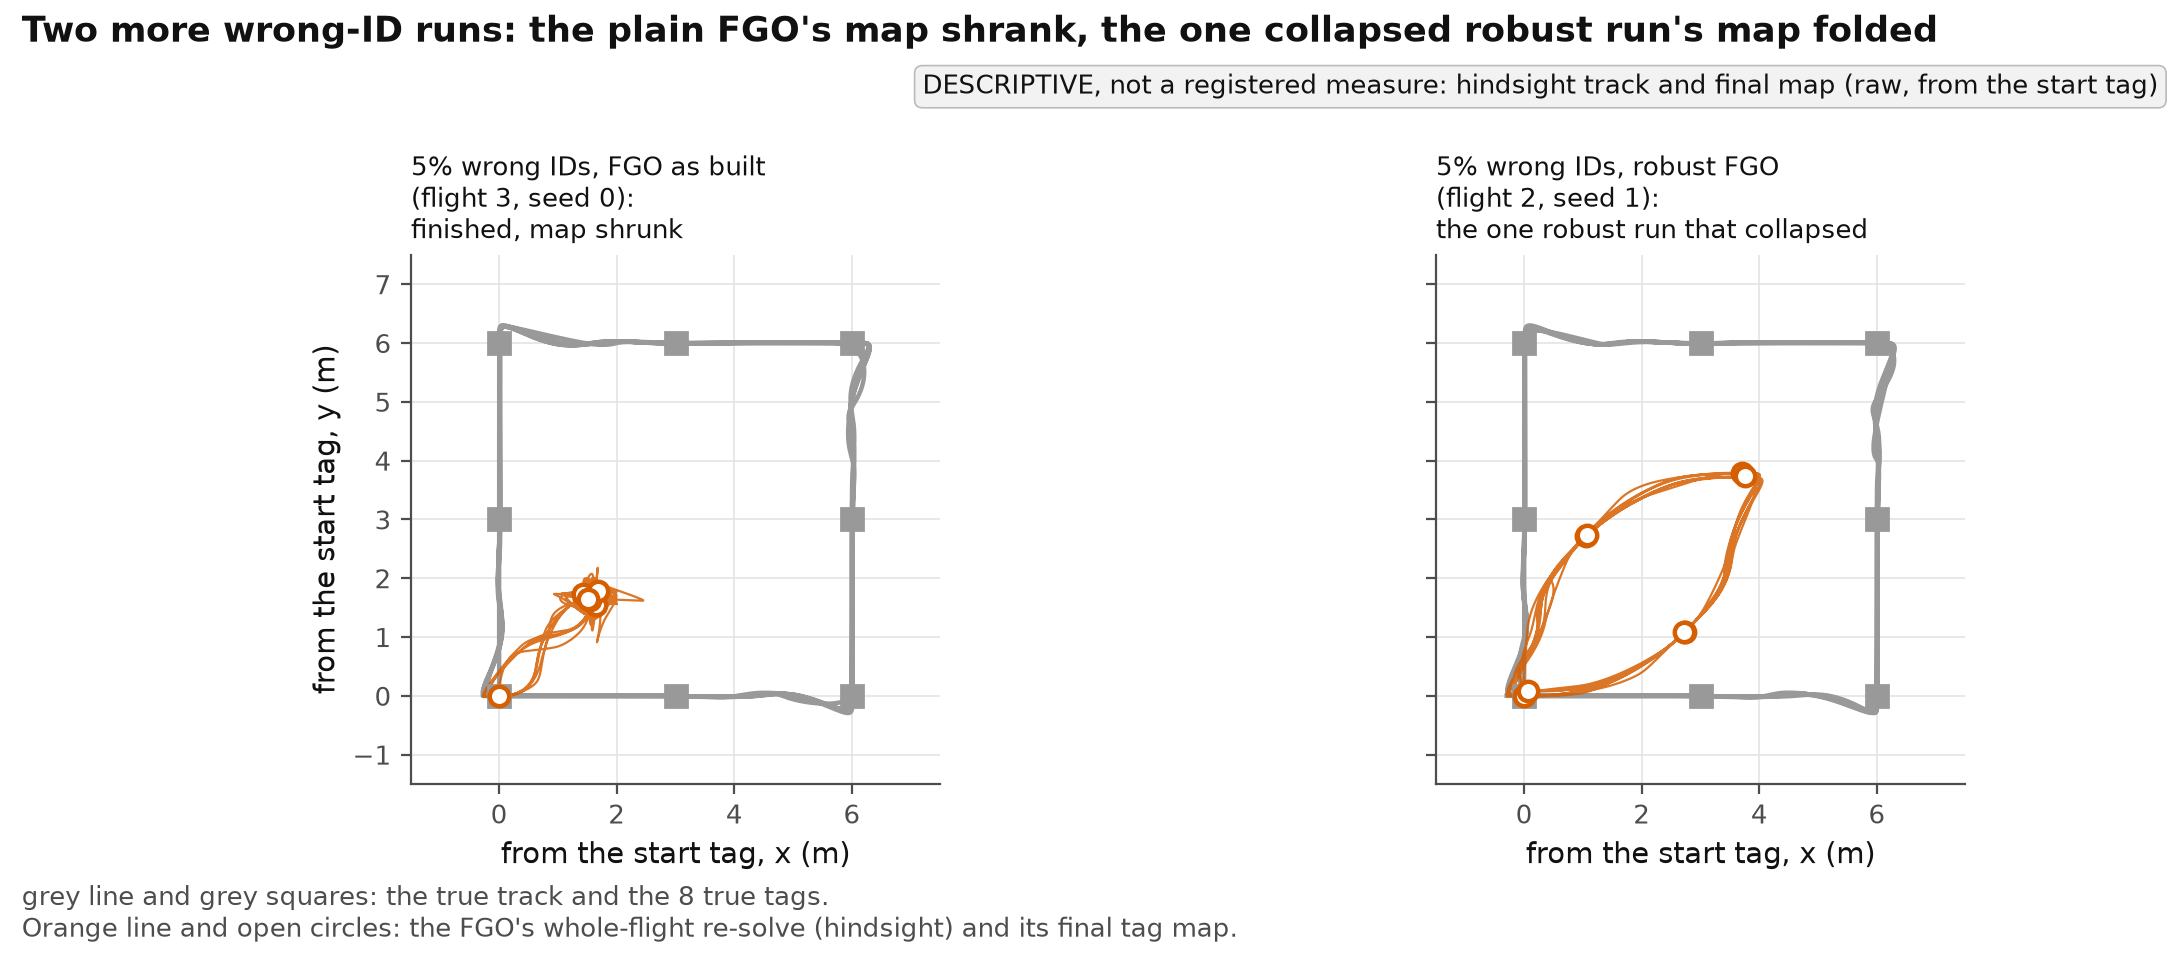 Two more wrong-ID runs: the plain FGO's map shrank, the one collapsed robust run's map folded
DESCRIPTIVE, not a registered measure: hindsight track and final map (raw, from the start tag)
5% wrong IDs, FGO as built
(flight 3, seed 0):
finished, map shrunk
5% wrong IDs, robust FGO
(flight 2, seed 1):
the one robust run that collapsed
from the start tag, y (m)
7
6
5
4
3
2
1
0
−1
0 2 4 6
0 2 4 6
from the start tag, x (m)
from the start tag, x (m)
grey line and grey squares: the true track and the 8 true tags.
Orange line and open circles: the FGO's whole-flight re-solve (hindsight) and its final tag map.